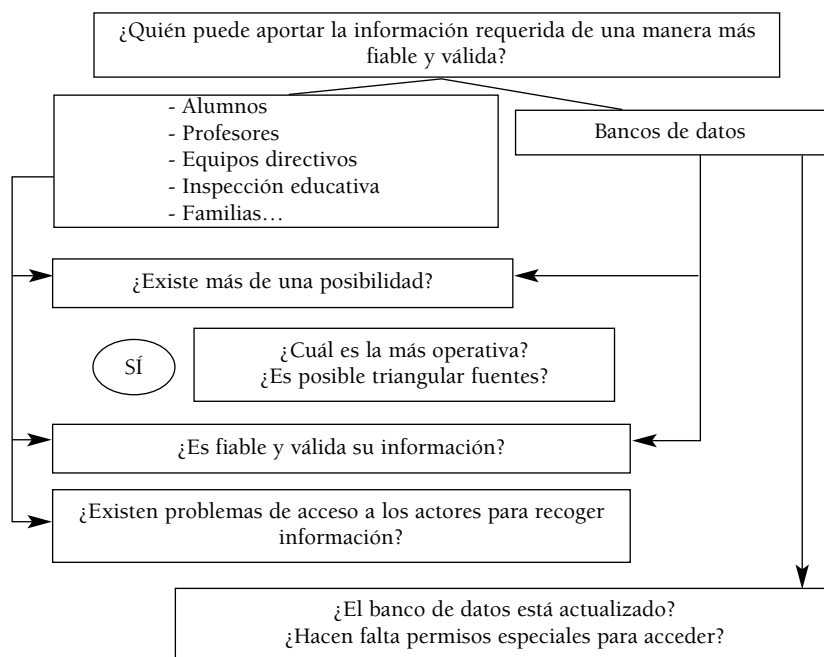 ¿Quién puede aportar la información requerida de una manera más
fiable y válida?
- Alumnos
- Profesores
- Equipos directivos
- Inspección educativa
- Familias…
Bancos de datos
¿Existe más de una posibilidad?
SÍ
¿Cuál es la más operativa?
¿Es posible triangular fuentes?
¿Es fiable y válida su información?
¿Existen problemas de acceso a los actores para recoger
información?
¿El banco de datos está actualizado?
¿Hacen falta permisos especiales para acceder?